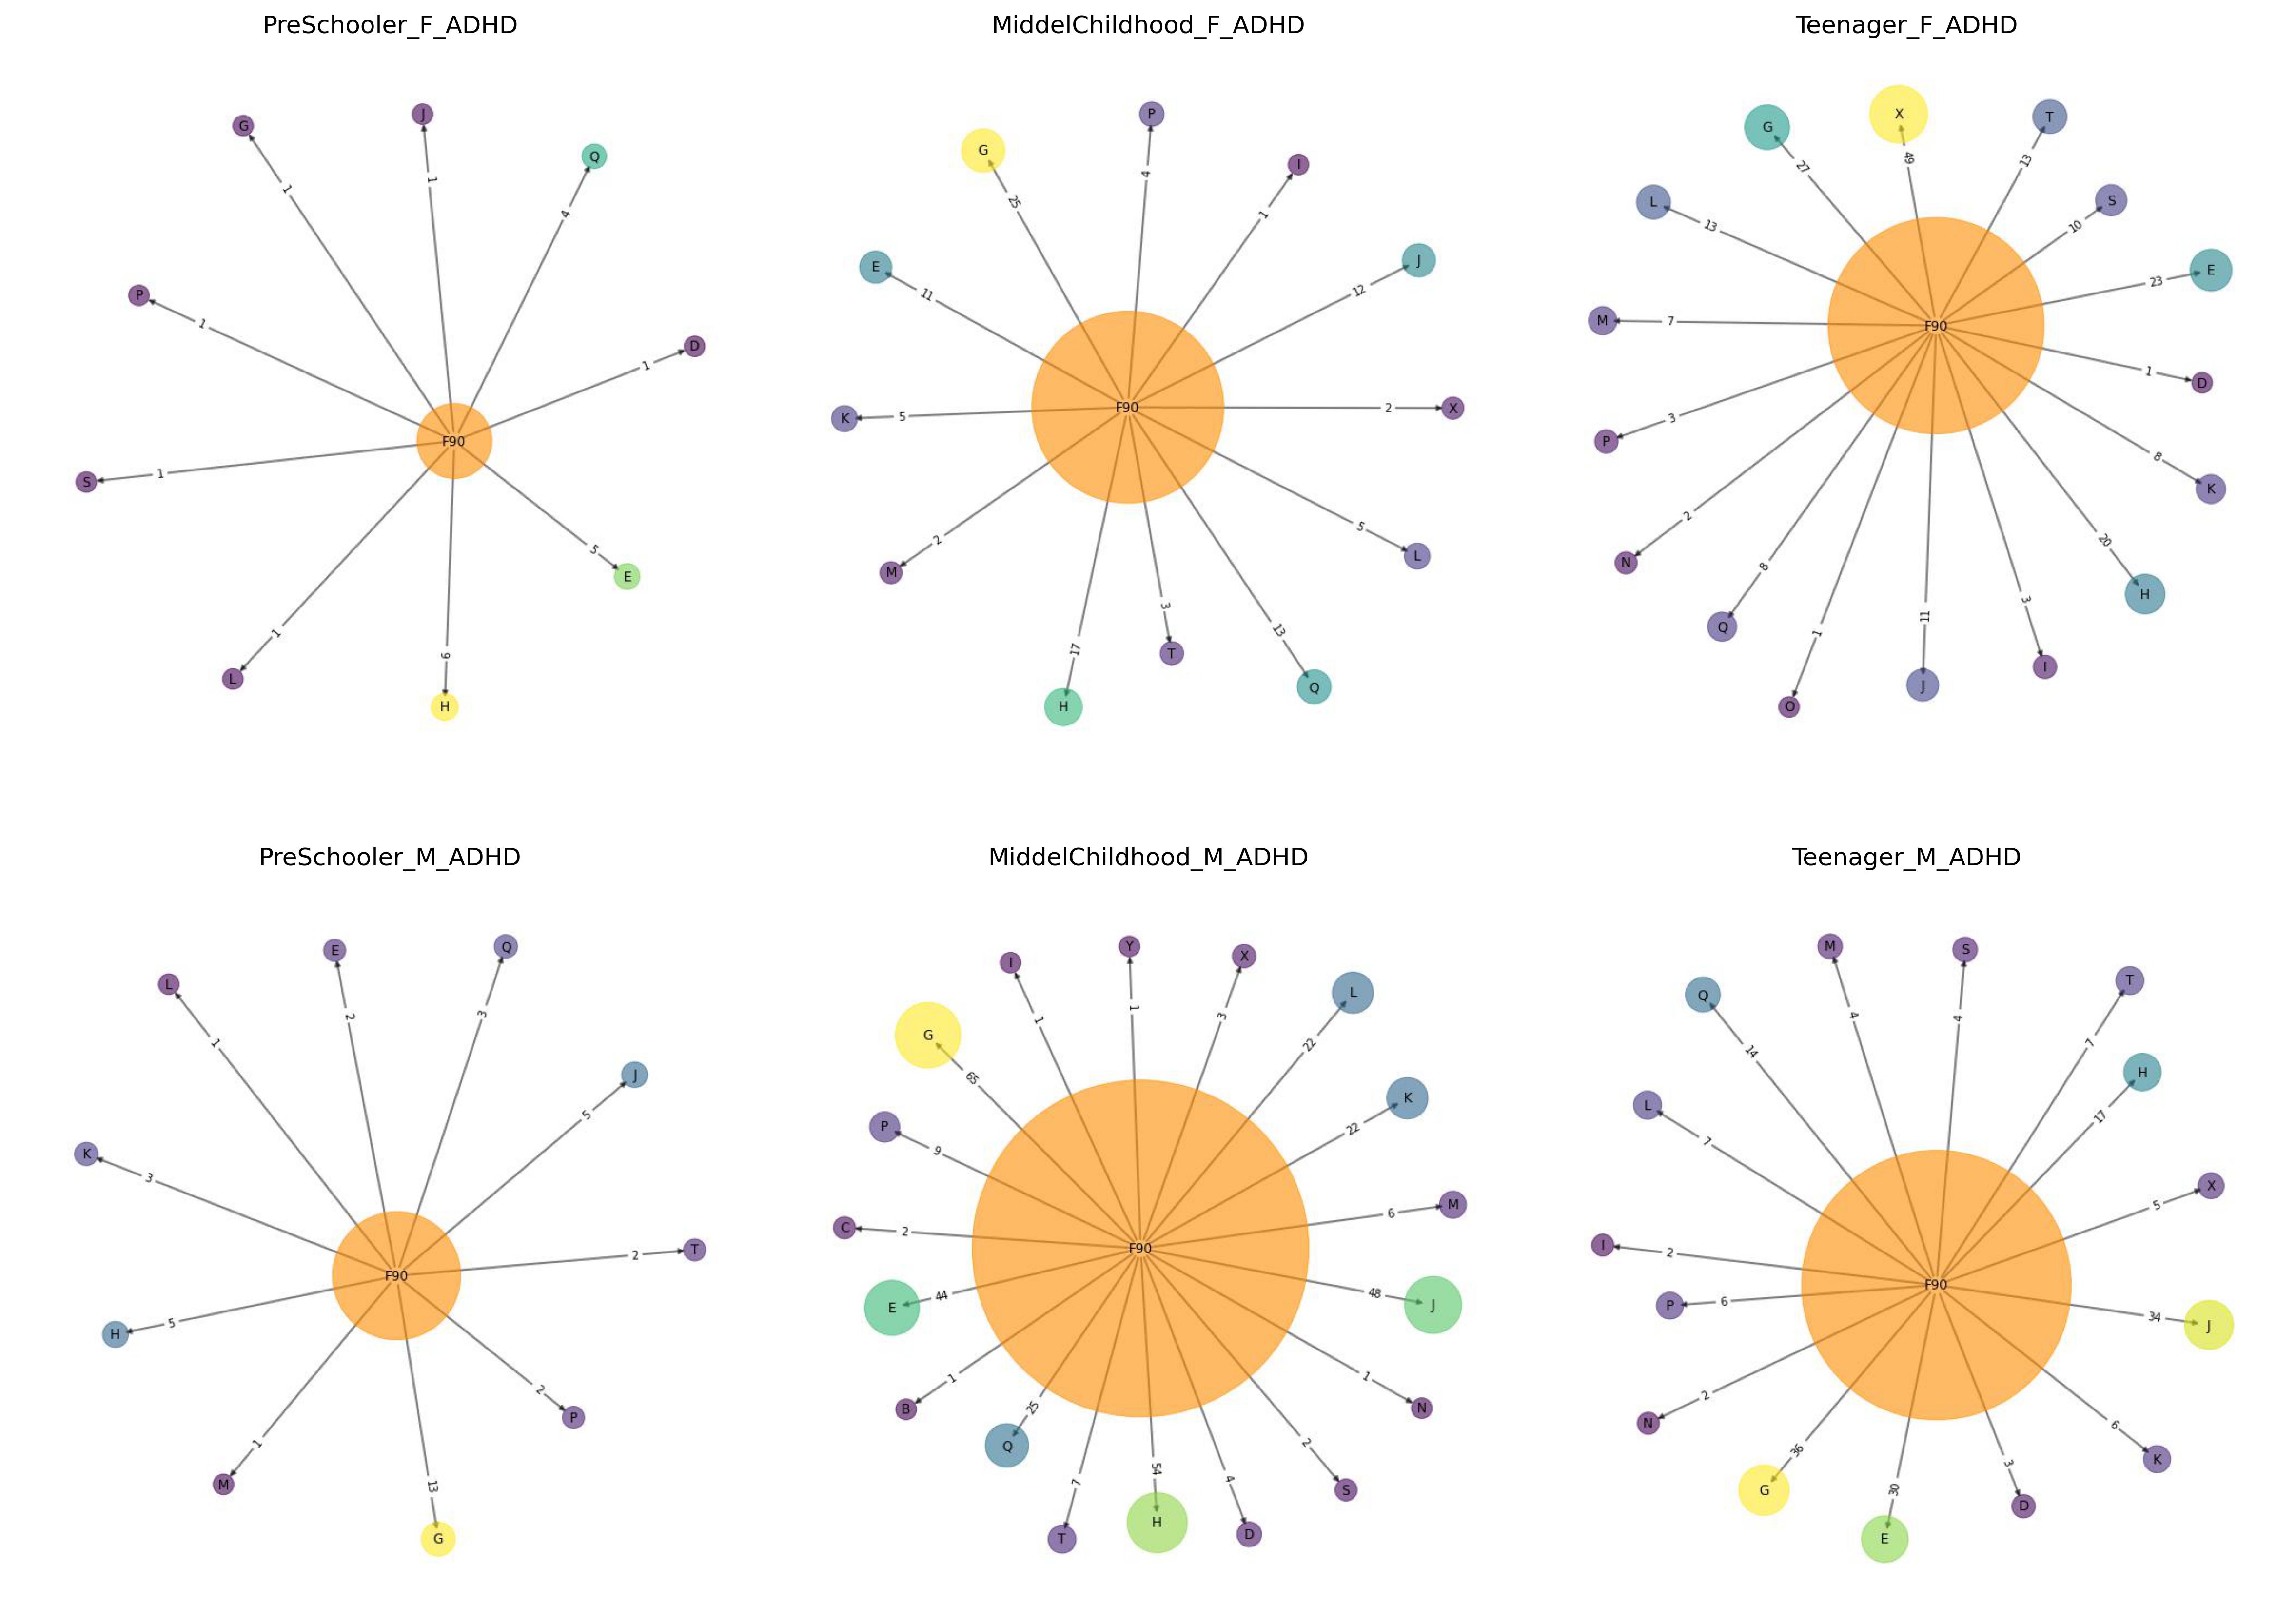 PreSchooler_F_ADHD
G
J
Q
1
1
4
P
D
1
1
F90
S
1
5
E
1
6
L
H
MiddelChildhood_F_ADHD
P
G
I
4
25
1
E
J
11
12
K
5
F90
2
X
5
L
2
M
3
13
17
T
Q
H
Teenager_F_ADHD
X
T
G
49
13
27
L
S
13
10
E
23
M
7
F90
1
D
3
P
8
K
2
20
N
8
H
3
11
Q
1
I
J
O
PreSchooler_M_ADHD
Q
E
L
2
3
1
J
5
K
3
2
T
F90
5
H
2
P
1
M
13
G
MiddelChildhood_M_ADHD
Y
X
I
L
1
1
3
G
22
65
K
P
22
9
M
6
C
2
F90
48
J
44
E
1
1
B
25
N
2
Q
54
4
7
S
H
D
T
Teenager_M_ADHD
M
S
T
Q
4
4
7
14
H
L
17
7
X
5
I
2
F90
6
P
34
J
2
N
6
36
K
3
G
30
D
E